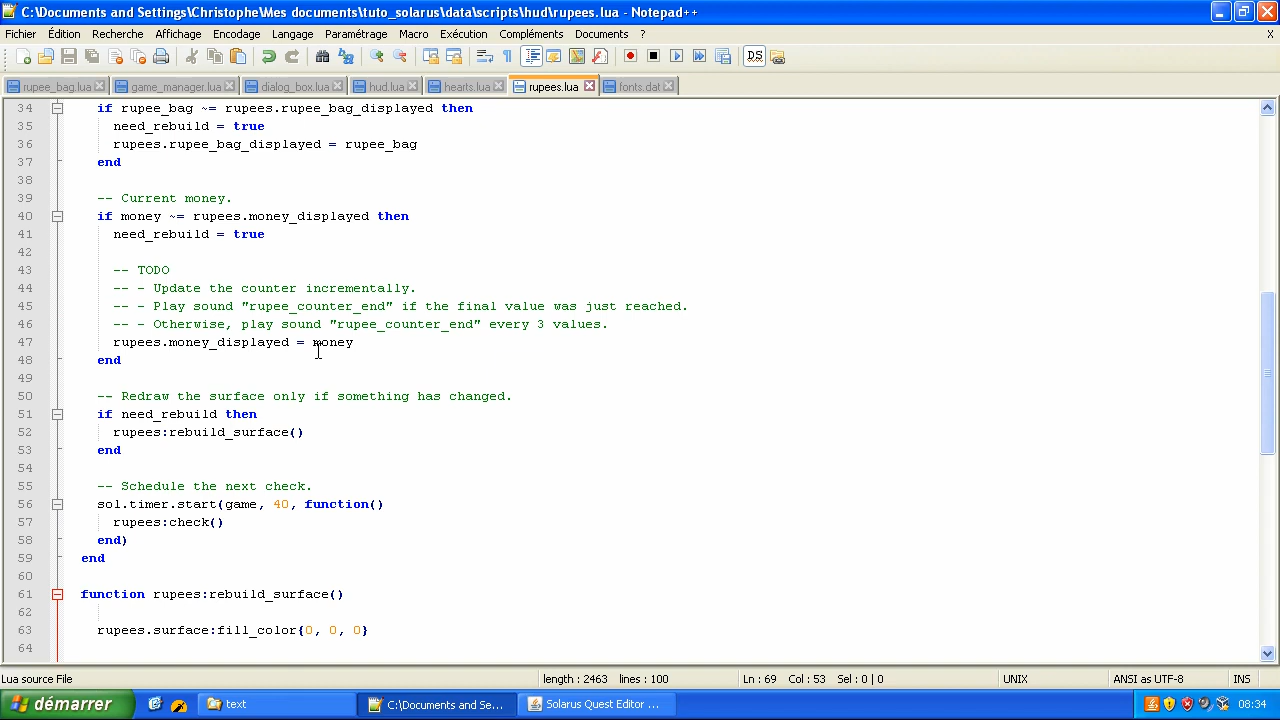 C:\Documents and Settings\Christophe\Mes documents\tuto_solarus\data\scripts\hud\rupees.lua - Notepad++
Fichier Édition Recherche Affichage Encodage Langage Paramétrage Macro Exécution Compléments Documents ? X
rupee_bag.lua game_manager.lua dialog_box.lua hud.lua hearts.lua rupees.lua fonts.dat
34 if rupee_bag ~= rupees.rupee_bag_displayed then
35 need_rebuild = true
36 rupees.rupee_bag_displayed = rupee_bag
37 end
38
39 -- Current money.
40 if money ~= rupees.money_displayed then
41 need_rebuild = true
42
43 -- TODO
44 -- - Update the counter incrementally.
45 -- - Play sound "rupee_counter_end" if the final value was just reached.
46 -- - Otherwise, play sound "rupee_counter_end" every 3 values.
47 rupees.money_displayed = money
48 end
49
50 -- Redraw the surface only if something has changed.
51 if need_rebuild then
52 rupees:rebuild_surface()
53 end
54
55 -- Schedule the next check.
56 sol.timer.start(game, 40, function()
57 rupees:check()
58 end)
59 end
60
61 function rupees:rebuild_surface()
62
63 rupees.surface:fill_color{0, 0, 0}
64
Lua source File length : 2463 lines : 100 Ln : 69 Col : 53 Sel : 0 | 0 UNIX ANSI as UTF-8 INS
démarrer text C:\Documents and Se... Solarus Quest Editor ... 08:34